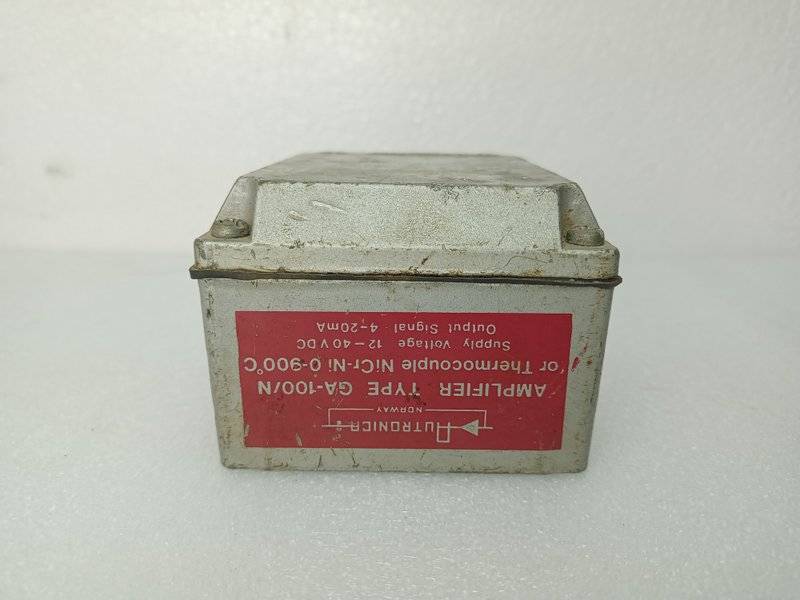 AUTRONICA
NORWAY
AMPLIFIER TYPE GA-100/N
for Thermocouple NiCr-Ni 0-900°C
Supply Voltage 12-40 V DC
Output Signal 4-20mA